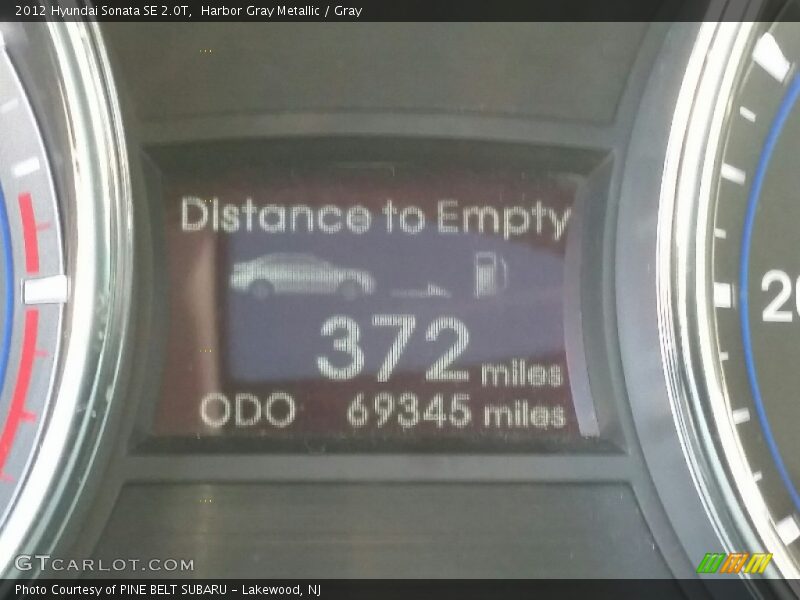 2012 Hyundai Sonata SE 2.0T,  Harbor Gray Metallic / Gray
Distance to Empty
372 miles
ODO 69345 miles
GTCARLOT.COM
Photo Courtesy of PINE BELT SUBARU - Lakewood, NJ